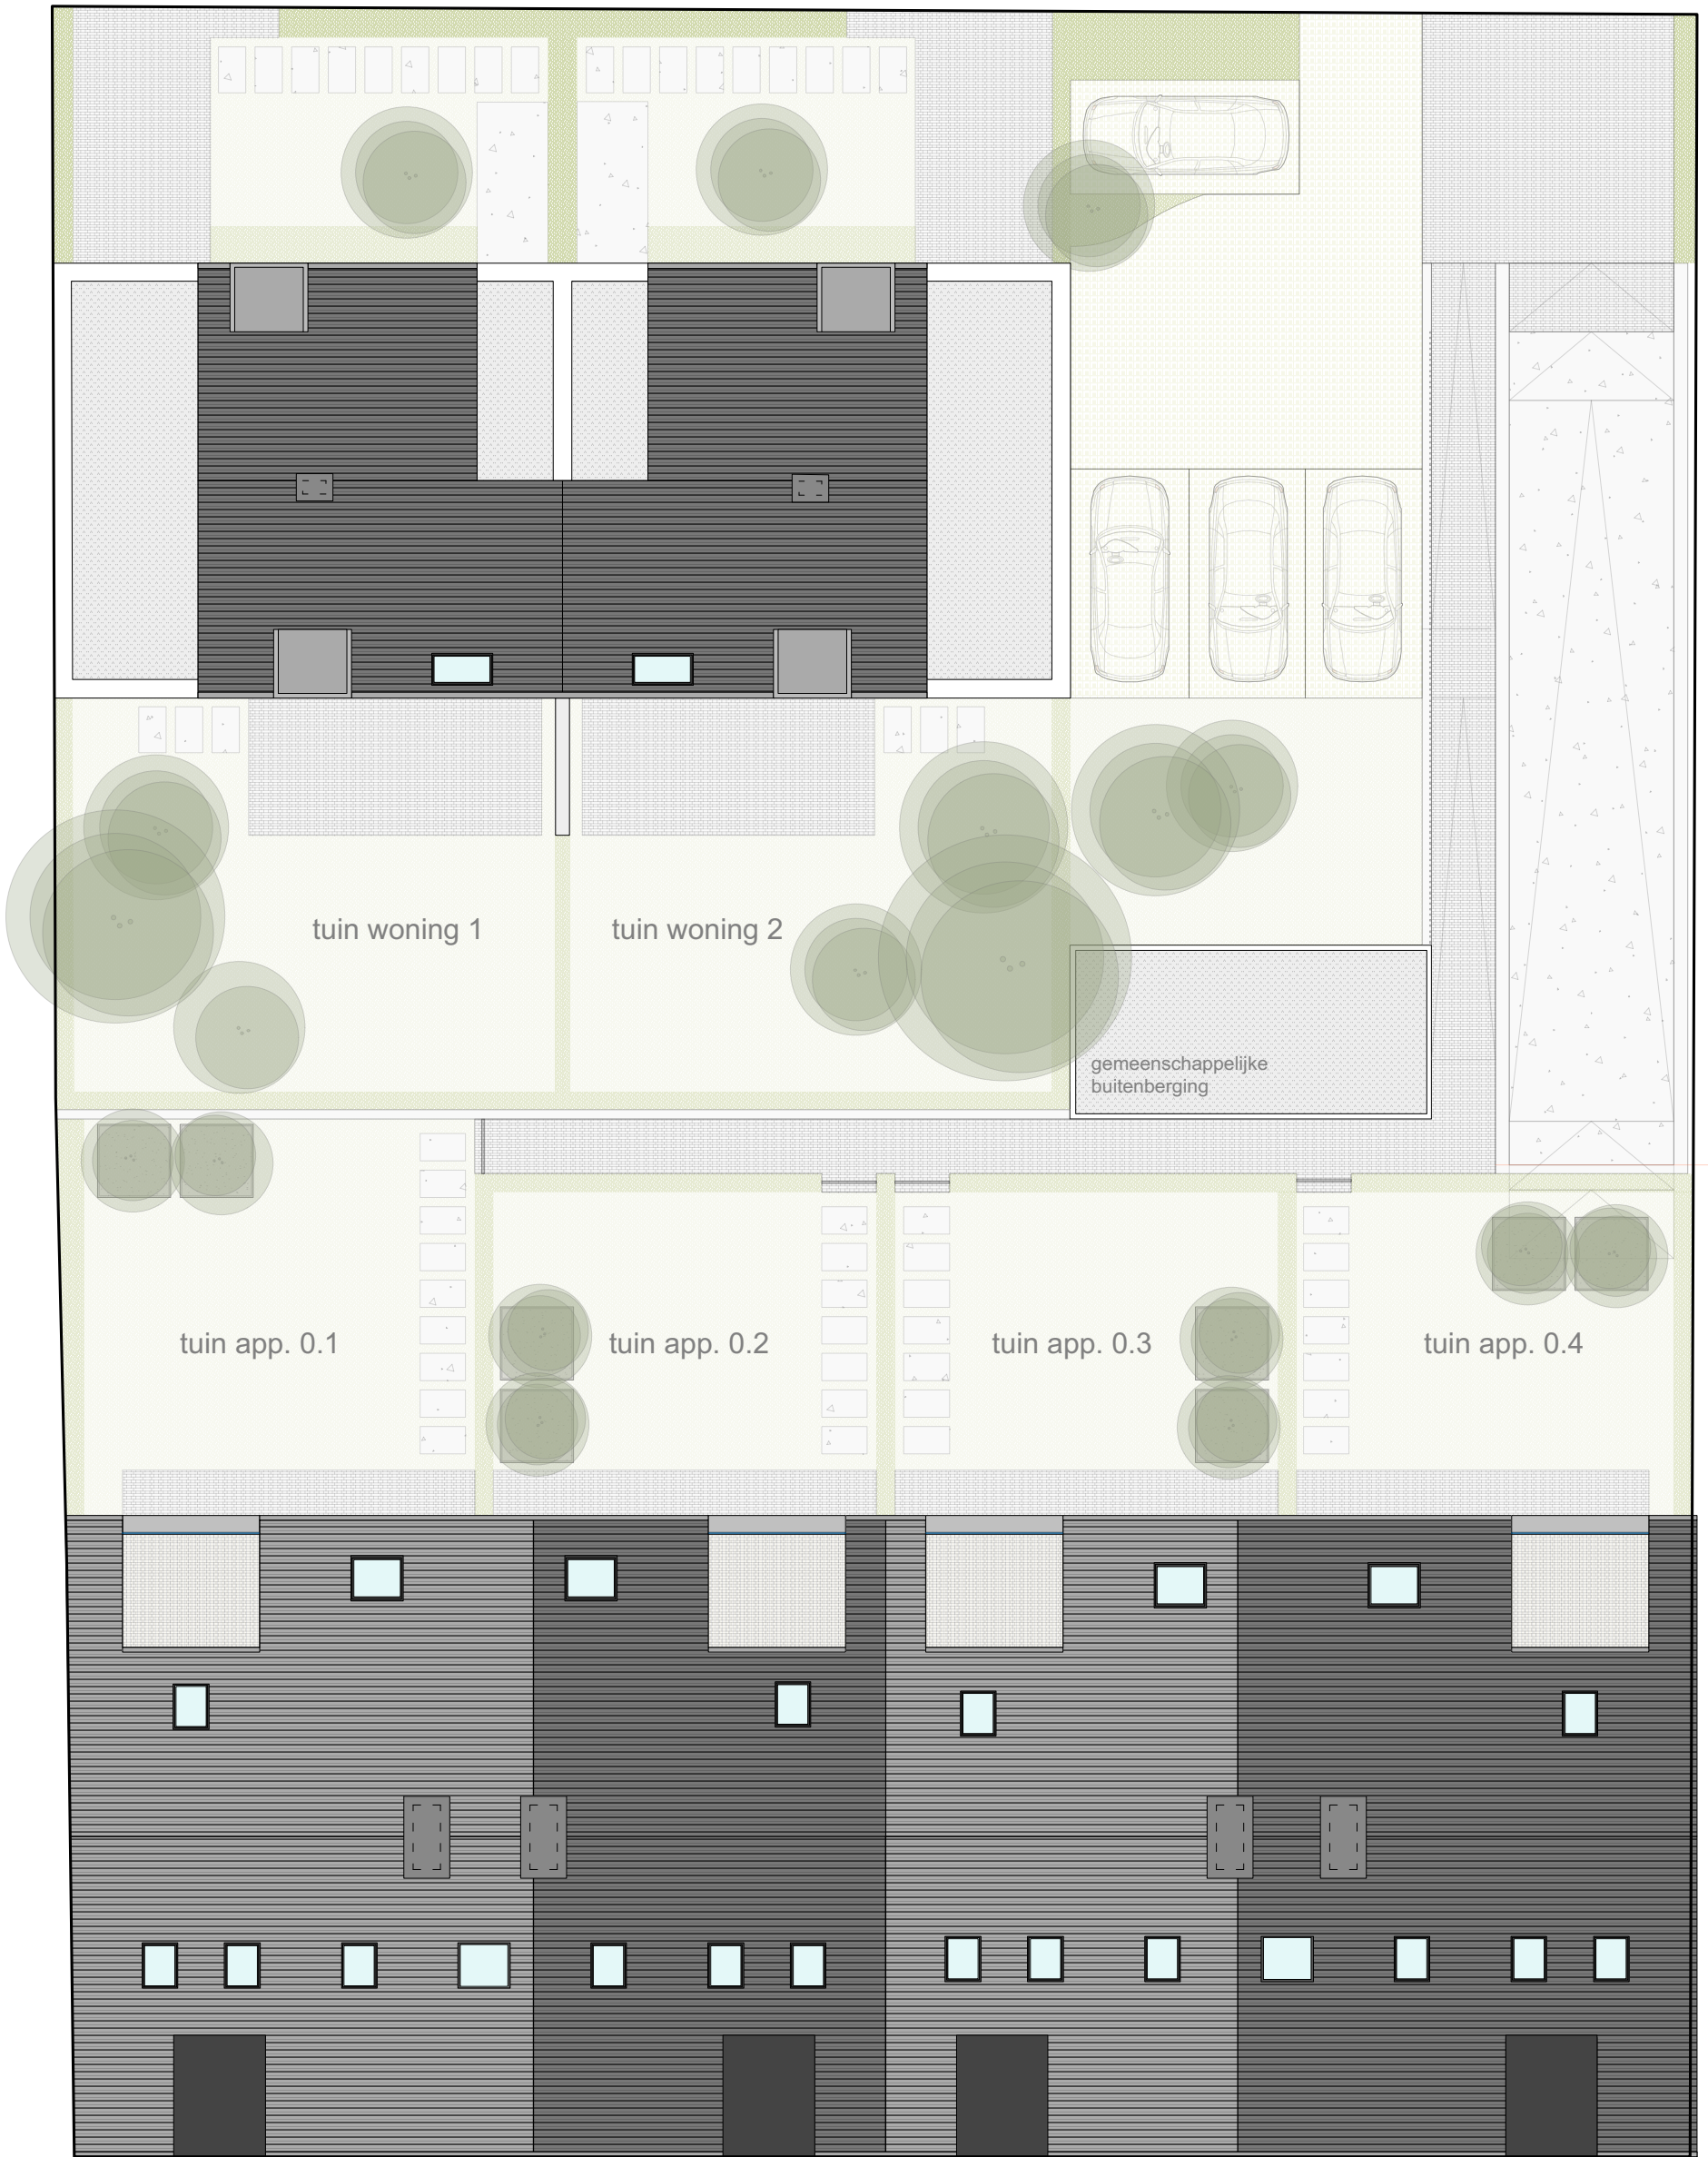 tuin woning 1
tuin woning 2
gemeenschappelijke
buitenberging
tuin app. 0.1
tuin app. 0.2
tuin app. 0.3
tuin app. 0.4